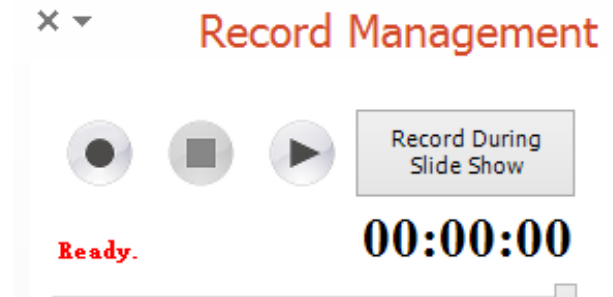 Record Management
Record During
Slide Show
Ready.
00:00:00